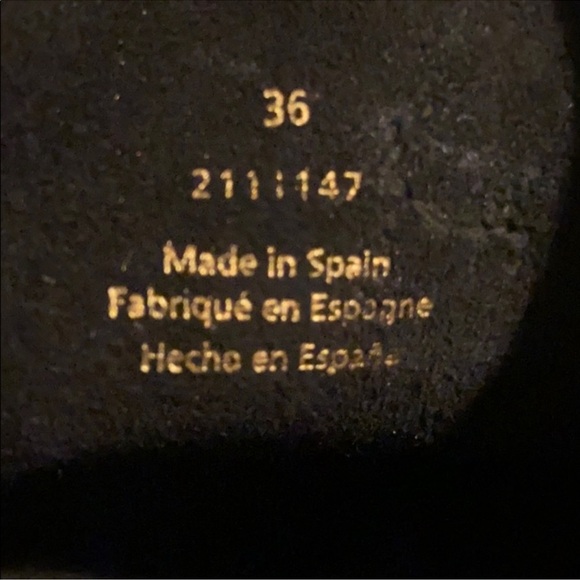 36
2111147
Made in Spain
Fabriqué en Espagne
Hecho en España